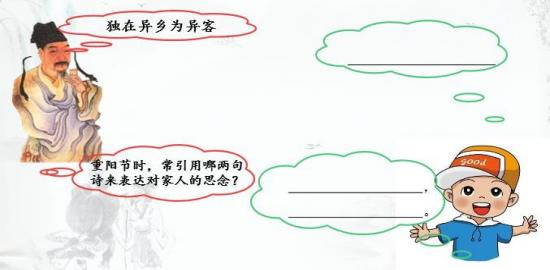 独在异乡为异客
重阳节时，常引用哪两句
诗来表达对家人的思念？
，
。
good